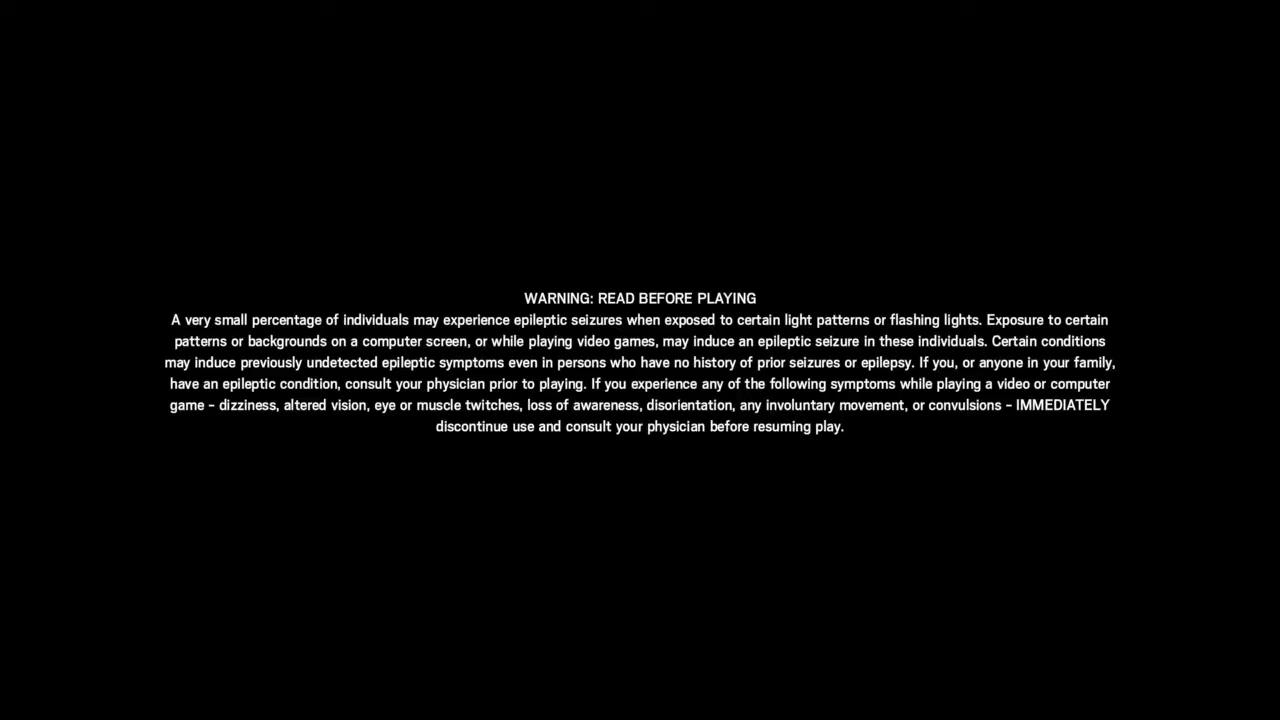 WARNING: READ BEFORE PLAYING
A very small percentage of individuals may experience epileptic seizures when exposed to certain light patterns or flashing lights. Exposure to certain
patterns or backgrounds on a computer screen, or while playing video games, may induce an epileptic seizure in these individuals. Certain conditions
may induce previously undetected epileptic symptoms even in persons who have no history of prior seizures or epilepsy. If you, or anyone in your family,
have an epileptic condition, consult your physician prior to playing. If you experience any of the following symptoms while playing a video or computer
game - dizziness, altered vision, eye or muscle twitches, loss of awareness, disorientation, any involuntary movement, or convulsions - IMMEDIATELY
discontinue use and consult your physician before resuming play.